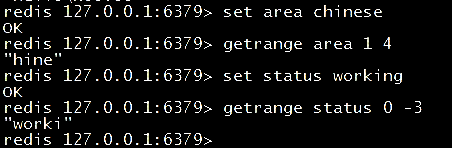 redis 127.0.0.1:6379> set area chinese
OK
redis 127.0.0.1:6379> getrange area 1 4
"hine"
redis 127.0.0.1:6379> set status working
OK
redis 127.0.0.1:6379> getrange status 0 -3
"worki"
redis 127.0.0.1:6379>